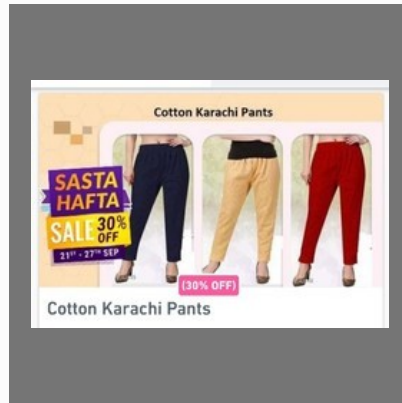 Cotton Karachi Pants
SASTA
HAFTA
SALE 30%
OFF
21ST - 27TH SEP
(30% OFF)
Cotton Karachi Pants